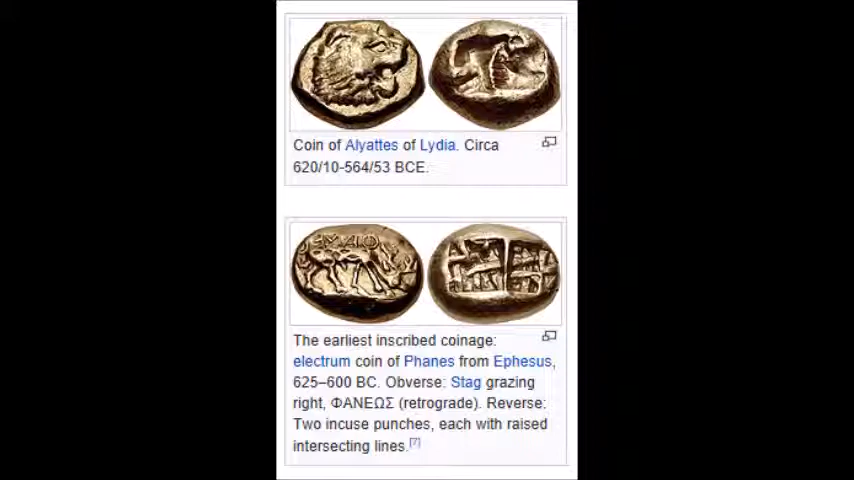 Coin of Alyattes of Lydia. Circa
620/10-564/53 BCE.
The earliest inscribed coinage:
electrum coin of Phanes from Ephesus,
625–600 BC. Obverse: Stag grazing
right, ΦΑΝΕΩΣ (retrograde). Reverse:
Two incuse punches, each with raised
intersecting lines.[7]